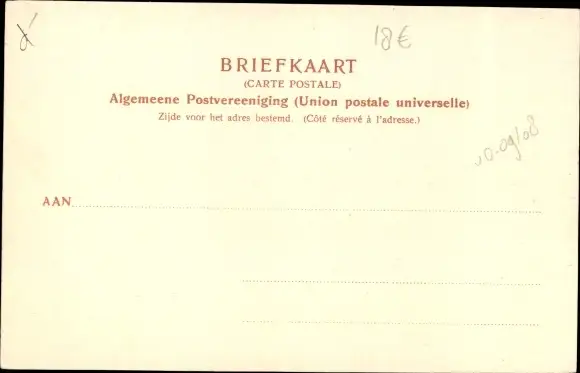 18€
BRIEFKAART
(CARTE POSTALE)
Algemeene Postvereeniging (Union postale universelle)
Zijde voor het adres bestemd. (Côté réservé à l'adresse.)
AAN